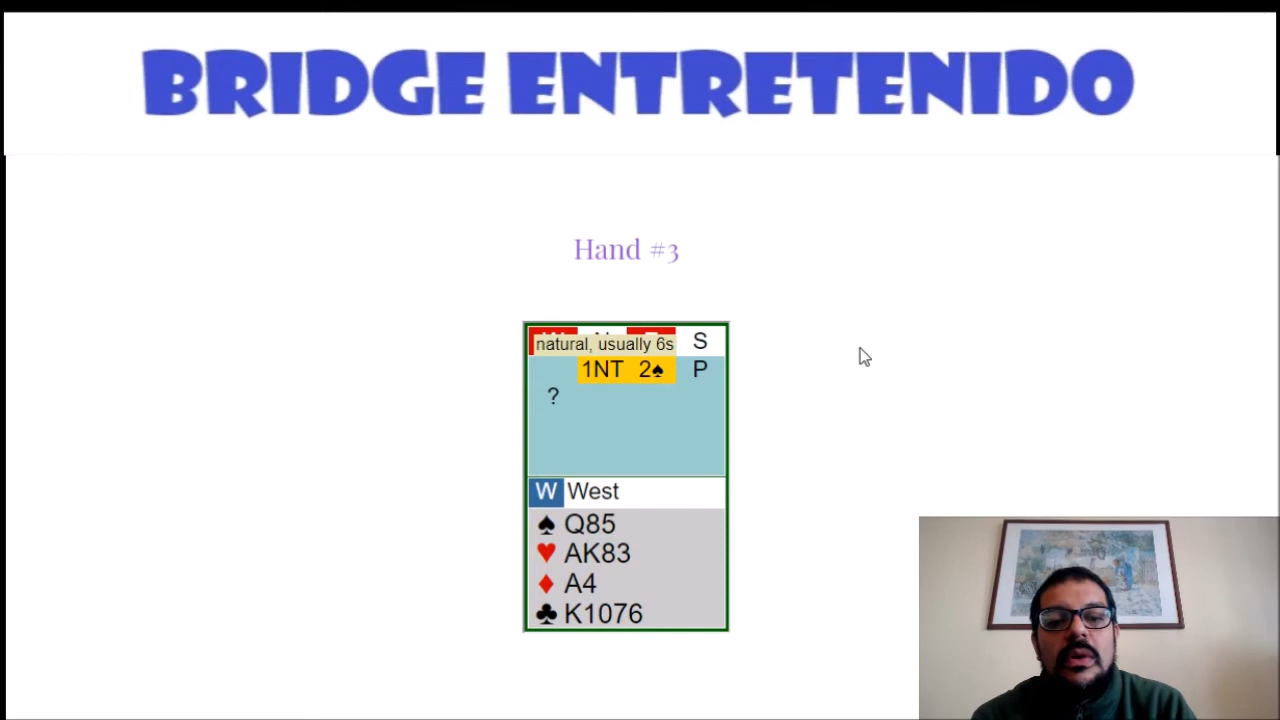 BRIDGE ENTRETENIDO
Hand #3
natural, usually 6s S
1NT 2♠ P
?
W West
♠ Q85
♥ AK83
♦ A4
♣ K1076